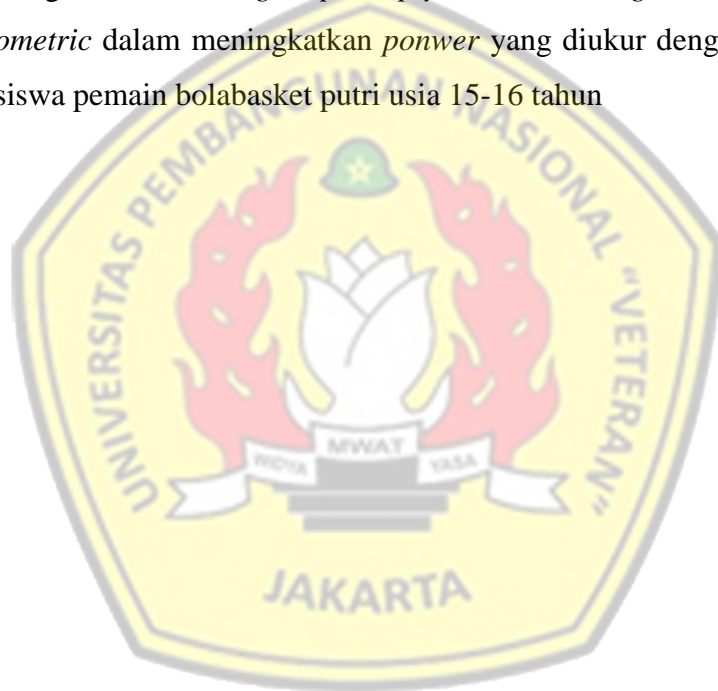 ometric dalam meningkatkan ponwer yang diukur deng
siswa pemain bolabasket putri usia 15-16 tahun
UNIVERSITAS PEMBANGUNAN NASIONAL "VETERAN"
WIDYA MWAT YASA
JAKARTA